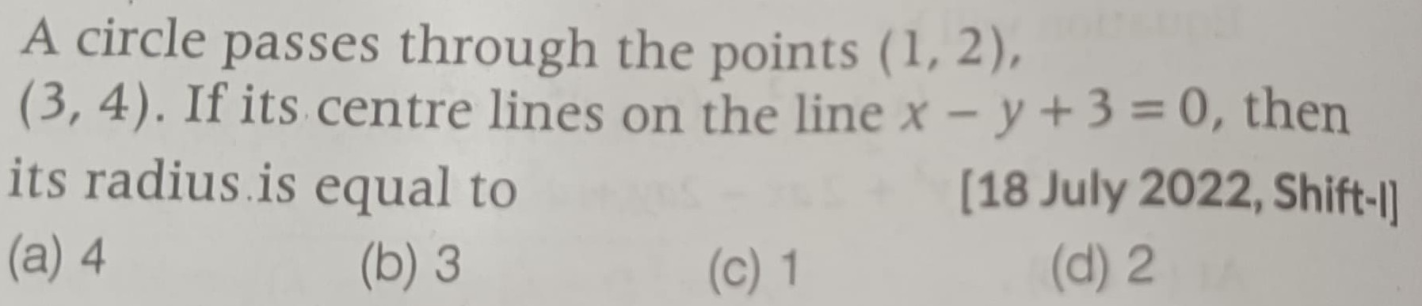 A circle passes through the points (1, 2),
(3, 4). If its centre lines on the line x − y + 3 = 0, then
its radius is equal to [18 July 2022, Shift-I]
(a) 4 (b) 3 (c) 1 (d) 2